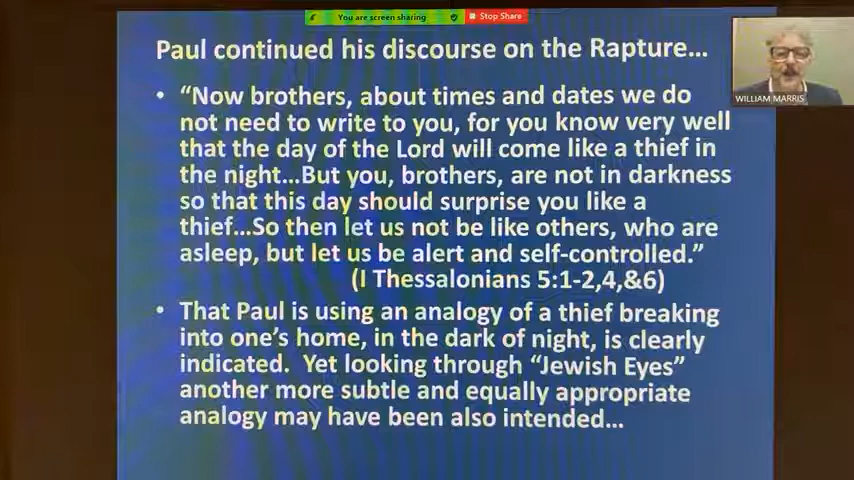 You are screen sharing
Stop Share
Paul continued his discourse on the Rapture...
WILLIAM MARRIS
• “Now brothers, about times and dates we do
not need to write to you, for you know very well
that the day of the Lord will come like a thief in
the night...But you, brothers, are not in darkness
so that this day should surprise you like a
thief...So then let us not be like others, who are
asleep, but let us be alert and self-controlled.”
(I Thessalonians 5:1-2,4,&6)
• That Paul is using an analogy of a thief breaking
into one’s home, in the dark of night, is clearly
indicated. Yet looking through “Jewish Eyes”
another more subtle and equally appropriate
analogy may have been also intended...